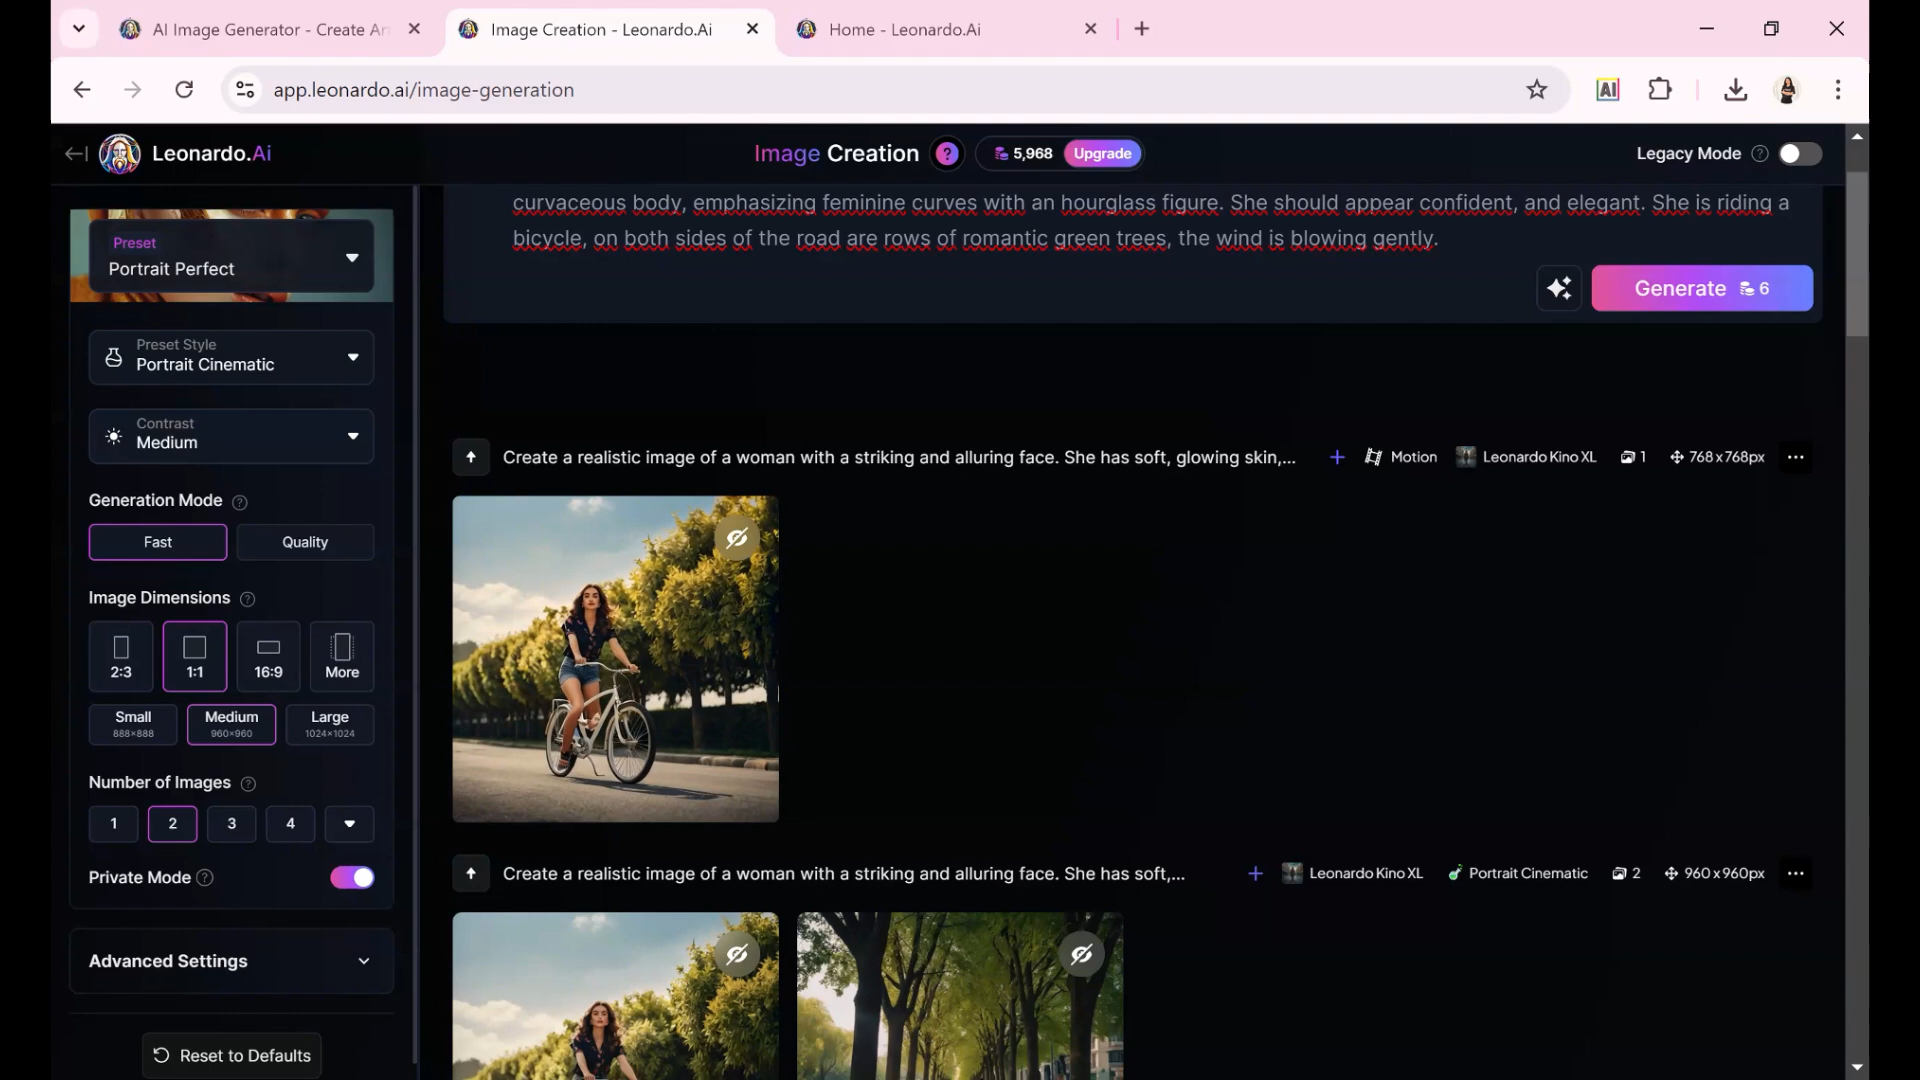 AI Image Generator - Create Ar
Image Creation - Leonardo.Ai
Home - Leonardo.Ai
app.leonardo.ai/image-generation
AI
Leonardo.Ai
Image Creation ?
5,968 Upgrade
Legacy Mode ?
curvaceous body, emphasizing feminine curves with an hourglass figure. She should appear confident, and elegant. She is riding a
bicycle, on both sides of the road are rows of romantic green trees, the wind is blowing gently.
Generate 6
Preset
Portrait Perfect
Preset Style
Portrait Cinematic
Contrast
Medium
Generation Mode ?
Fast
Quality
Image Dimensions ?
2:3
1:1
16:9
More
Small
888×888
Medium
960×960
Large
1024×1024
Number of Images ?
1
2
3
4
Private Mode ?
Advanced Settings
Reset to Defaults
Create a realistic image of a woman with a striking and alluring face. She has soft, glowing skin,...
Motion
Leonardo Kino XL
1
768 x 768px
Create a realistic image of a woman with a striking and alluring face. She has soft,...
Leonardo Kino XL
Portrait Cinematic
2
960 x 960px